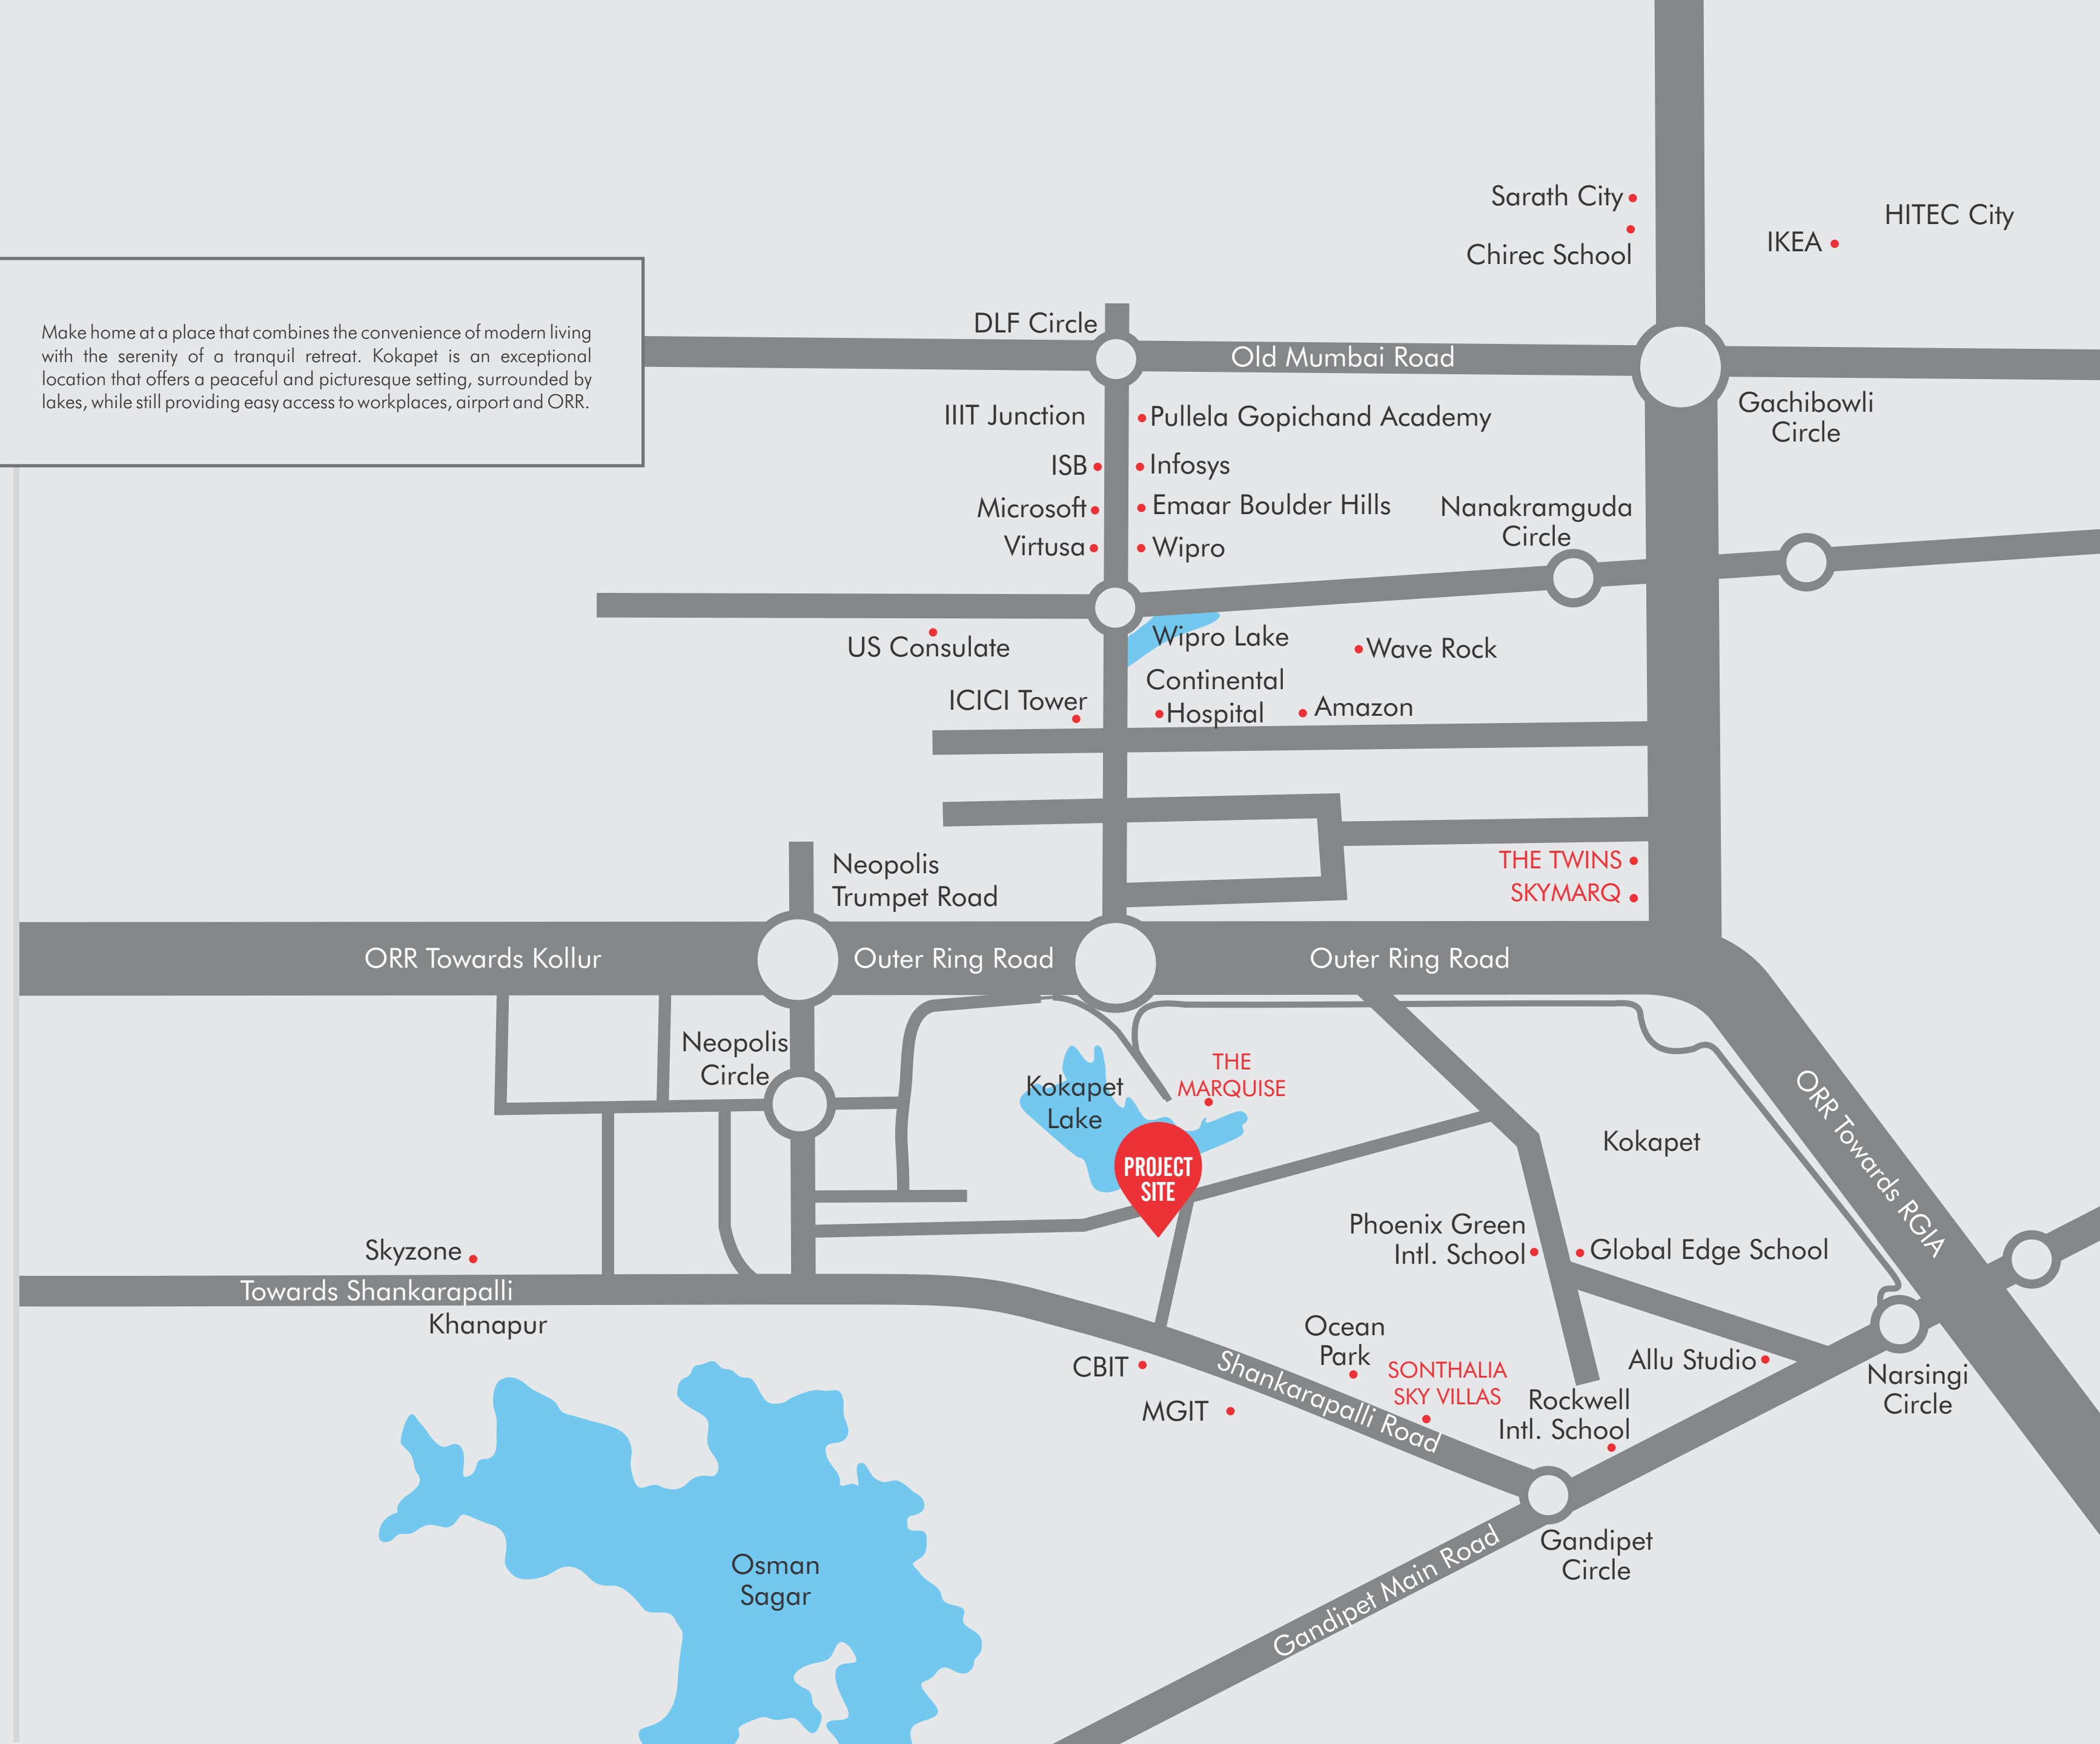 Sarath City
HITEC City
IKEA
Chirec School
Make home at a place that combines the convenience of modern living
with the serenity of a tranquil retreat. Kokapet is an exceptional
location that offers a peaceful and picturesque setting, surrounded by
lakes, while still providing easy access to workplaces, airport and ORR.
DLF Circle
Old Mumbai Road
Gachibowli
Circle
IIIT Junction
Pullela Gopichand Academy
ISB
Infosys
Microsoft
Emaar Boulder Hills
Virtusa
Wipro
Nanakramguda
Circle
US Consulate
Wipro Lake
Wave Rock
ICICI Tower
Continental
Hospital
Amazon
Neopolis
Trumpet Road
THE TWINS
SKYMARQ
ORR Towards Kollur
Outer Ring Road
Outer Ring Road
Neopolis
Circle
Kokapet
Lake
THE
MARQUISE
PROJECT
SITE
Kokapet
ORR Towards RGIA
Phoenix Green
Intl. School
Global Edge School
Skyzone
Towards Shankarapalli
Khanapur
CBIT
MGIT
Shankarapalli Road
Ocean
Park
SONTHALIA
SKY VILLAS
Rockwell
Intl. School
Allu Studio
Narsingi
Circle
Gandipet
Circle
Gandipet Main Road
Osman
Sagar